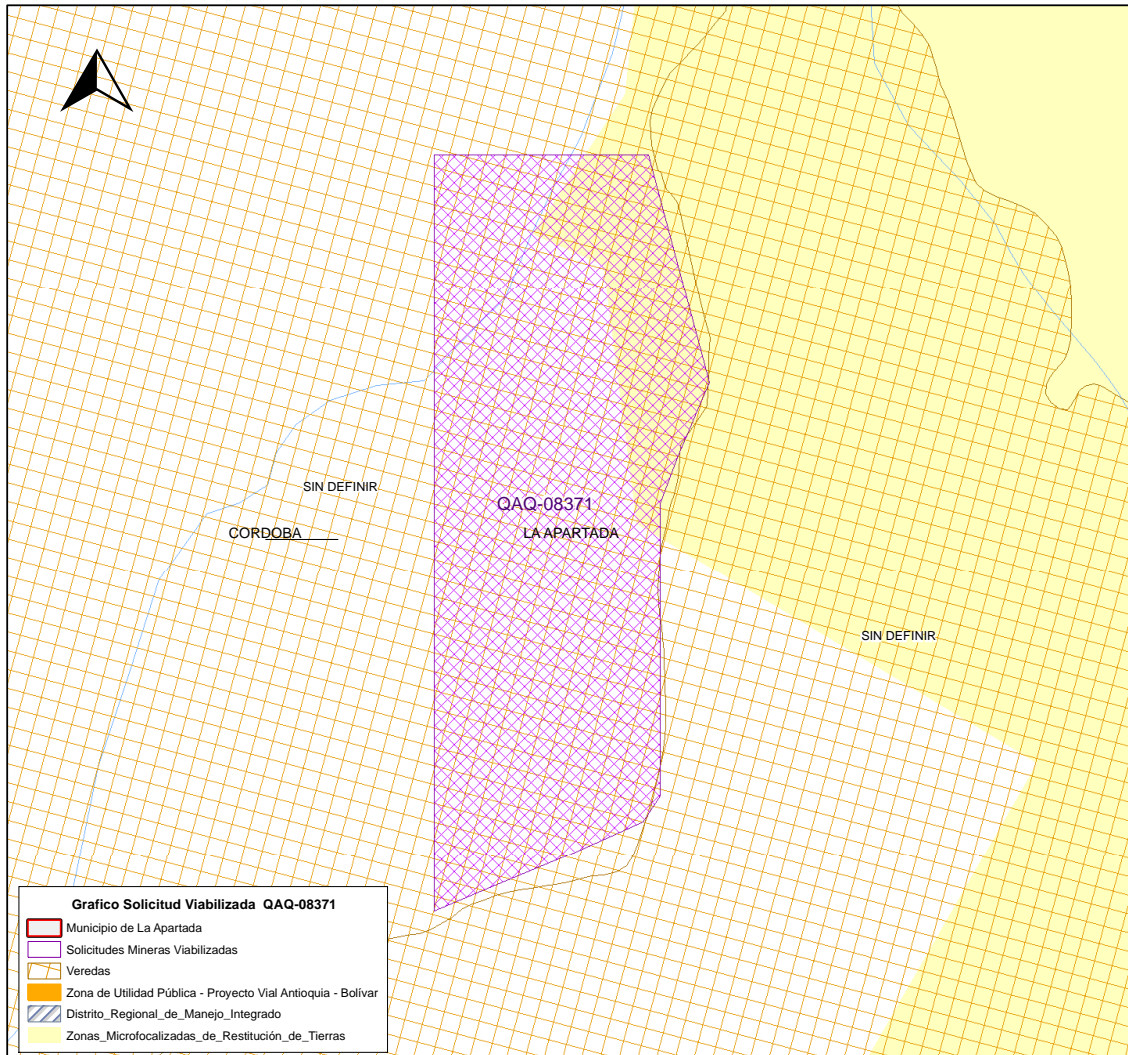 SIN DEFINIR
QAQ-08371
CORDOBA
LA APARTADA
SIN DEFINIR
Grafico Solicitud Viabilizada QAQ-08371
Municipio de La Apartada
Solicitudes Mineras Viabilizadas
Veredas
Zona de Utilidad Pública - Proyecto Vial Antioquia - Bolívar
Distrito_Regional_de_Manejo_Integrado
Zonas_Microfocalizadas_de_Restitución_de_Tierras